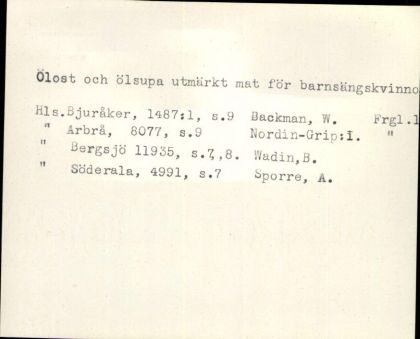 Ölost och ölsupa utmärkt mat för barnsängskvinno
Hls.Bjuråker, 1487:1, s.9 Backman, W. Frgl.1
" Arbrå, 8077, s.9 Nordin-Grip:I. "
" Bergsjö 11935, s.7,8. Wadin,B.
" Söderala, 4991, s.7 Sporre, A.